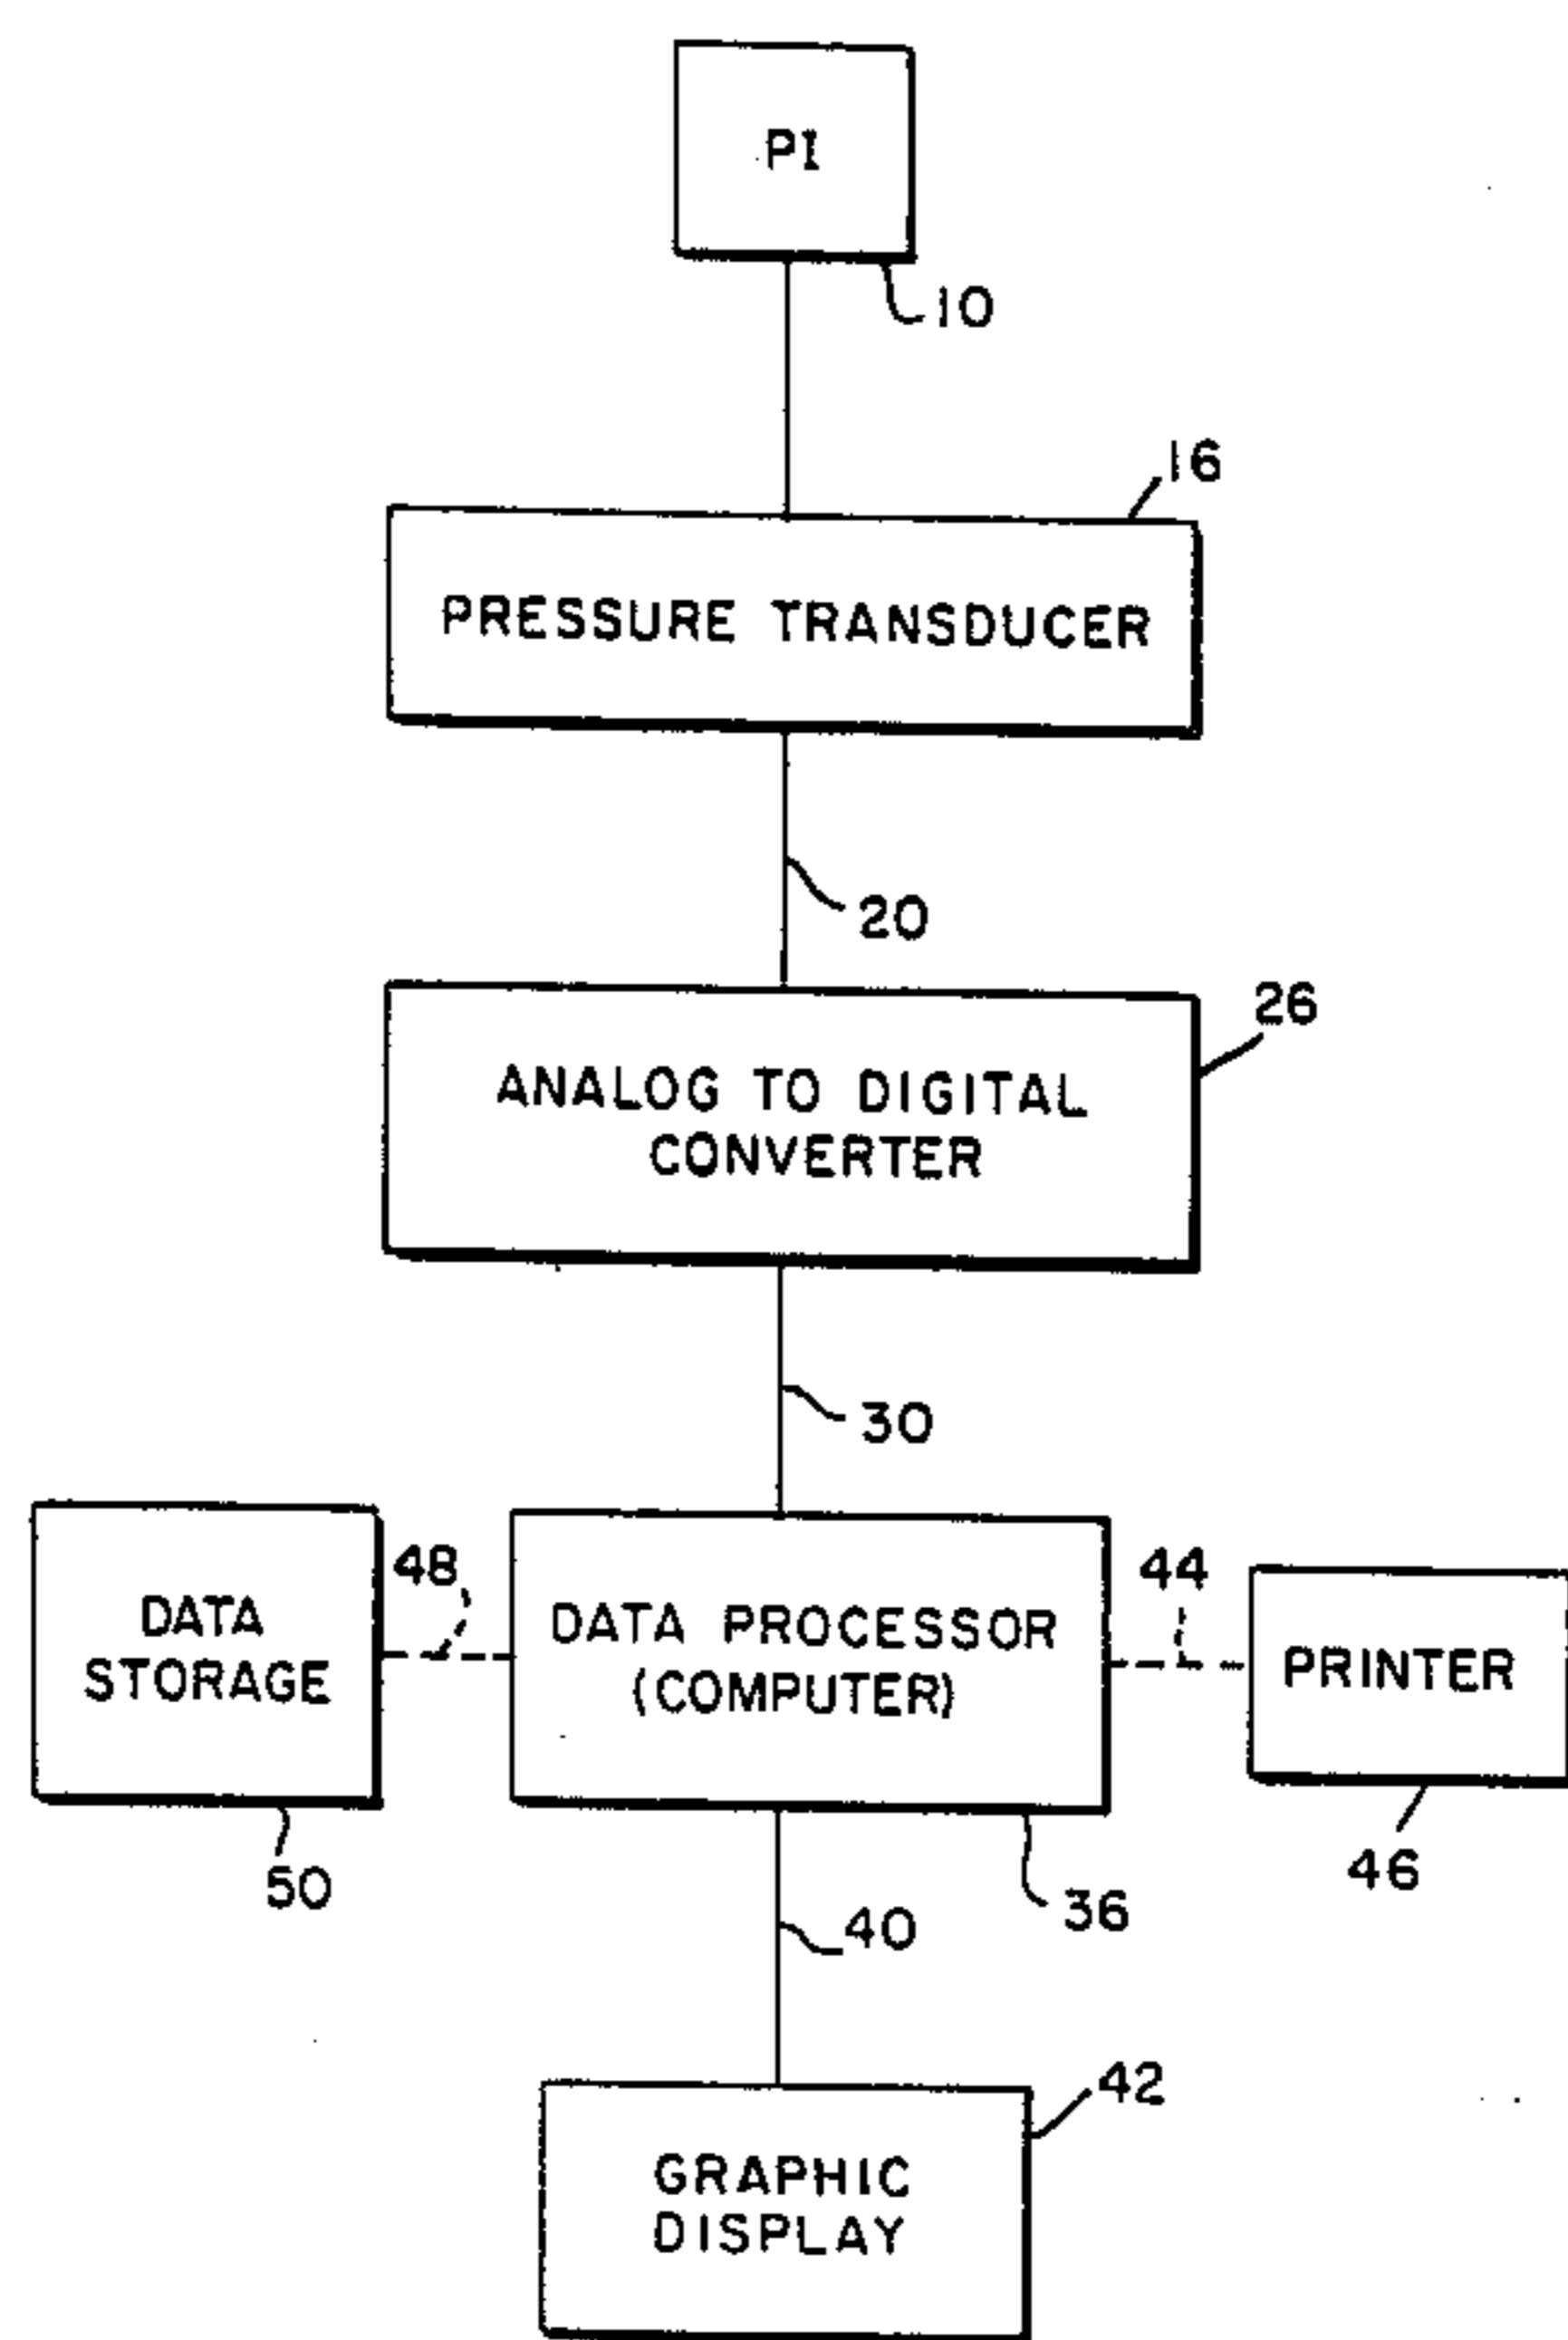 PI
10
16
PRESSURE TRANSDUCER
20
26
ANALOG TO DIGITAL
CONVERTER
30
48
44
DATA
STORAGE
DATA PROCESSOR
(COMPUTER)
PRINTER
50
36
46
40
42
GRAPHIC
DISPLAY